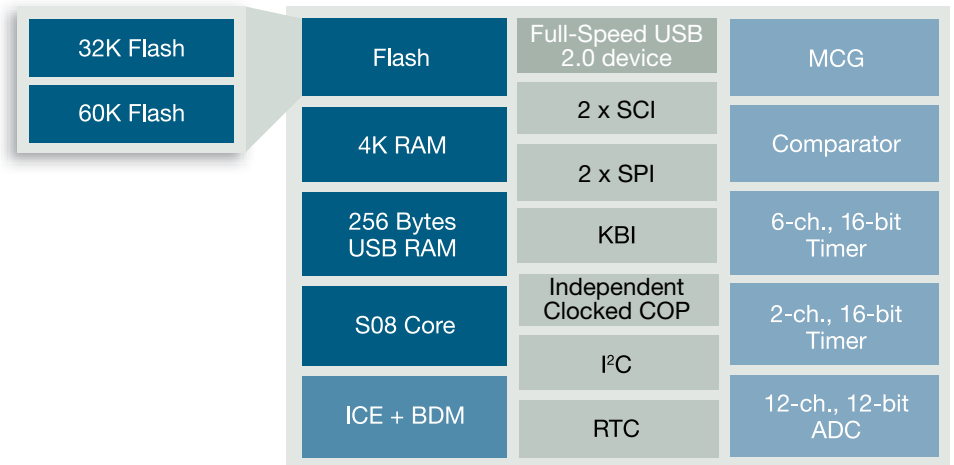 32K Flash
60K Flash
Flash
4K RAM
256 Bytes
USB RAM
S08 Core
ICE + BDM
Full-Speed USB
2.0 device
2 x SCI
2 x SPI
KBI
Independent
Clocked COP
I²C
RTC
MCG
Comparator
6-ch., 16-bit
Timer
2-ch., 16-bit
Timer
12-ch., 12-bit
ADC